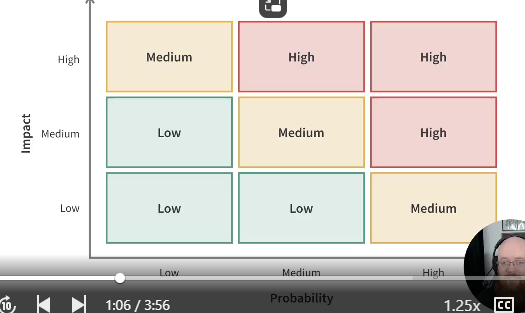 High
Medium
High
High
Impact
Medium
Low
Medium
High
Low
Low
Low
Medium
Low
Medium
High
Probability
10
1:06 / 3:56
1.25x
CC